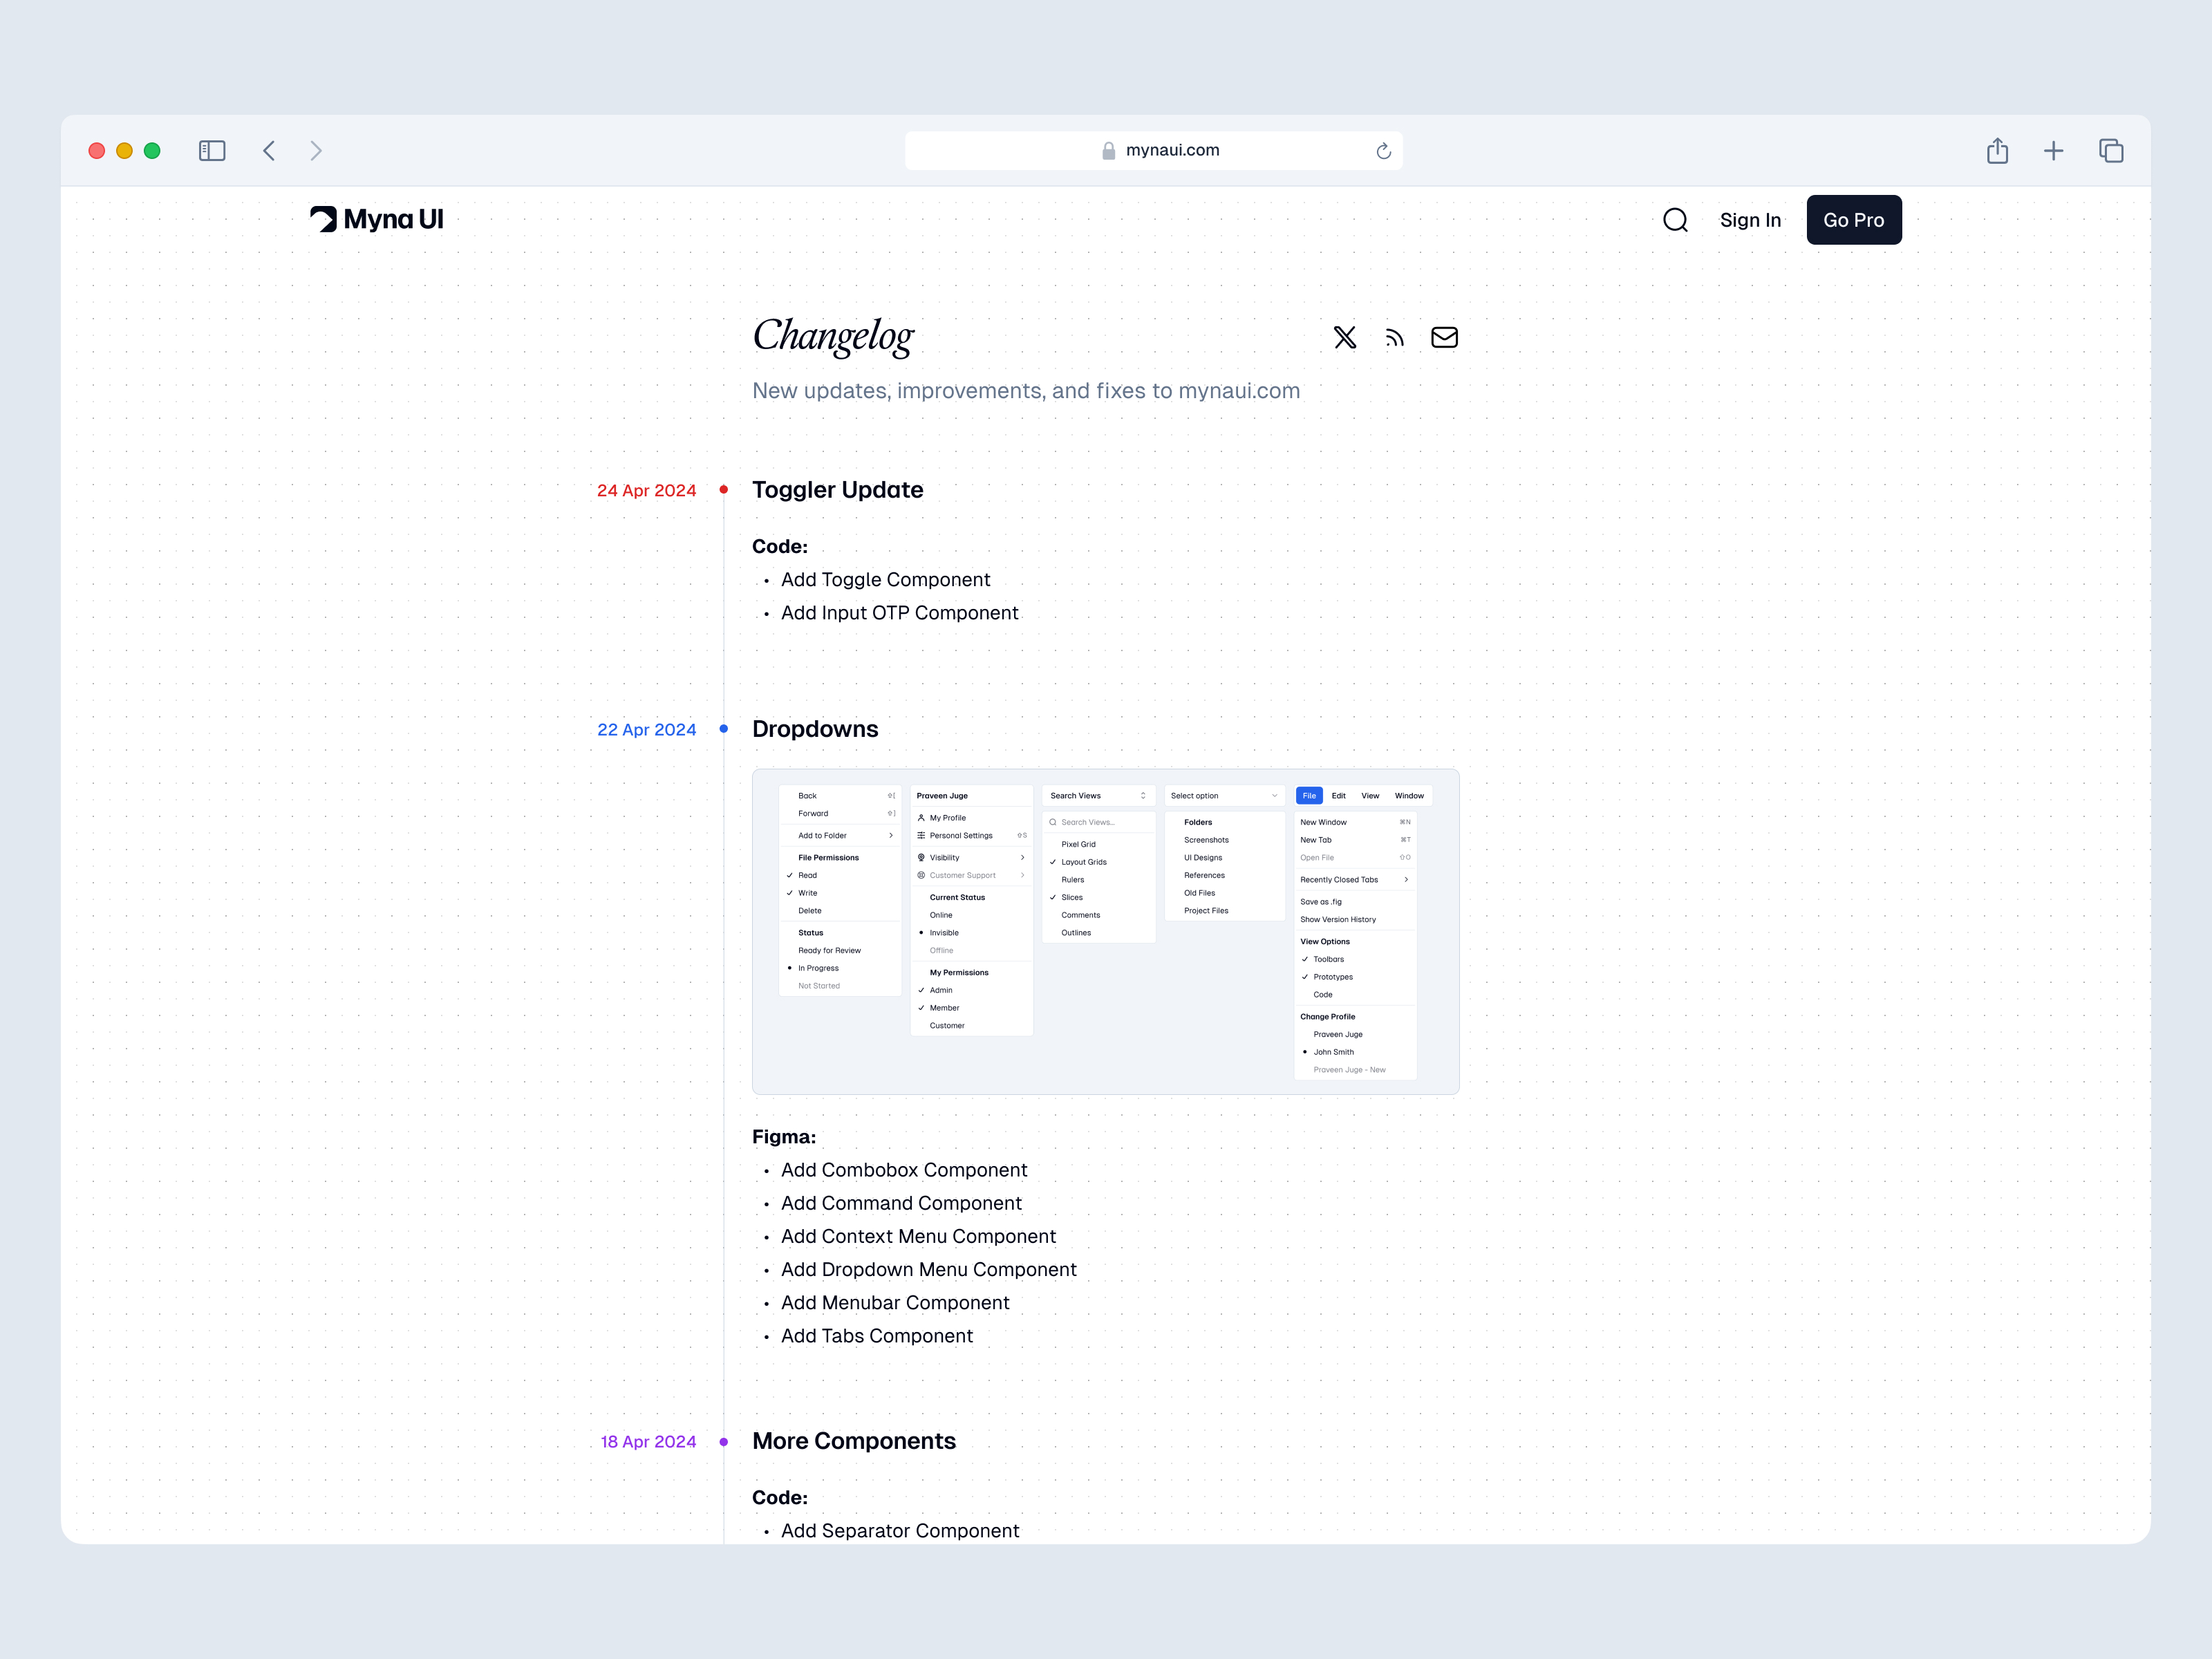 mynaui.com
Myna UI
Sign In
Go Pro
Changelog
New updates, improvements, and fixes to mynaui.com
24 Apr 2024
Toggler Update
Code:
• Add Toggle Component
• Add Input OTP Component
22 Apr 2024
Dropdowns
Back ⇧[
Forward ⇧]
Add to Folder
File Permissions
Read
Write
Delete
Status
Ready for Review
In Progress
Not Started
Praveen Juge
My Profile
Personal Settings ⇧S
Visibility
Customer Support
Current Status
Online
Invisible
Offline
My Permissions
Admin
Member
Customer
Search Views
Search Views...
Pixel Grid
Layout Grids
Rulers
Slices
Comments
Outlines
Select option
Folders
Screenshots
UI Designs
References
Old Files
Project Files
File Edit View Window
New Window ⌘N
New Tab ⌘T
Open File ⇧O
Recently Closed Tabs
Save as .fig
Show Version History
View Options
Toolbars
Prototypes
Code
Change Profile
Praveen Juge
John Smith
Praveen Juge - New
Figma:
• Add Combobox Component
• Add Command Component
• Add Context Menu Component
• Add Dropdown Menu Component
• Add Menubar Component
• Add Tabs Component
18 Apr 2024
More Components
Code:
• Add Separator Component